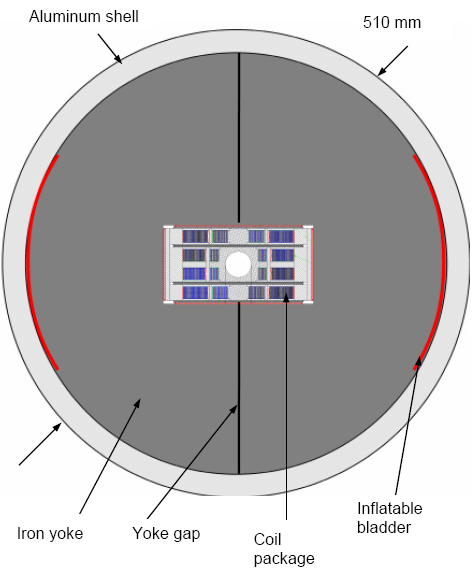 Aluminum shell
510 mm
Iron yoke
Yoke gap
Coil
package
Inflatable
bladder